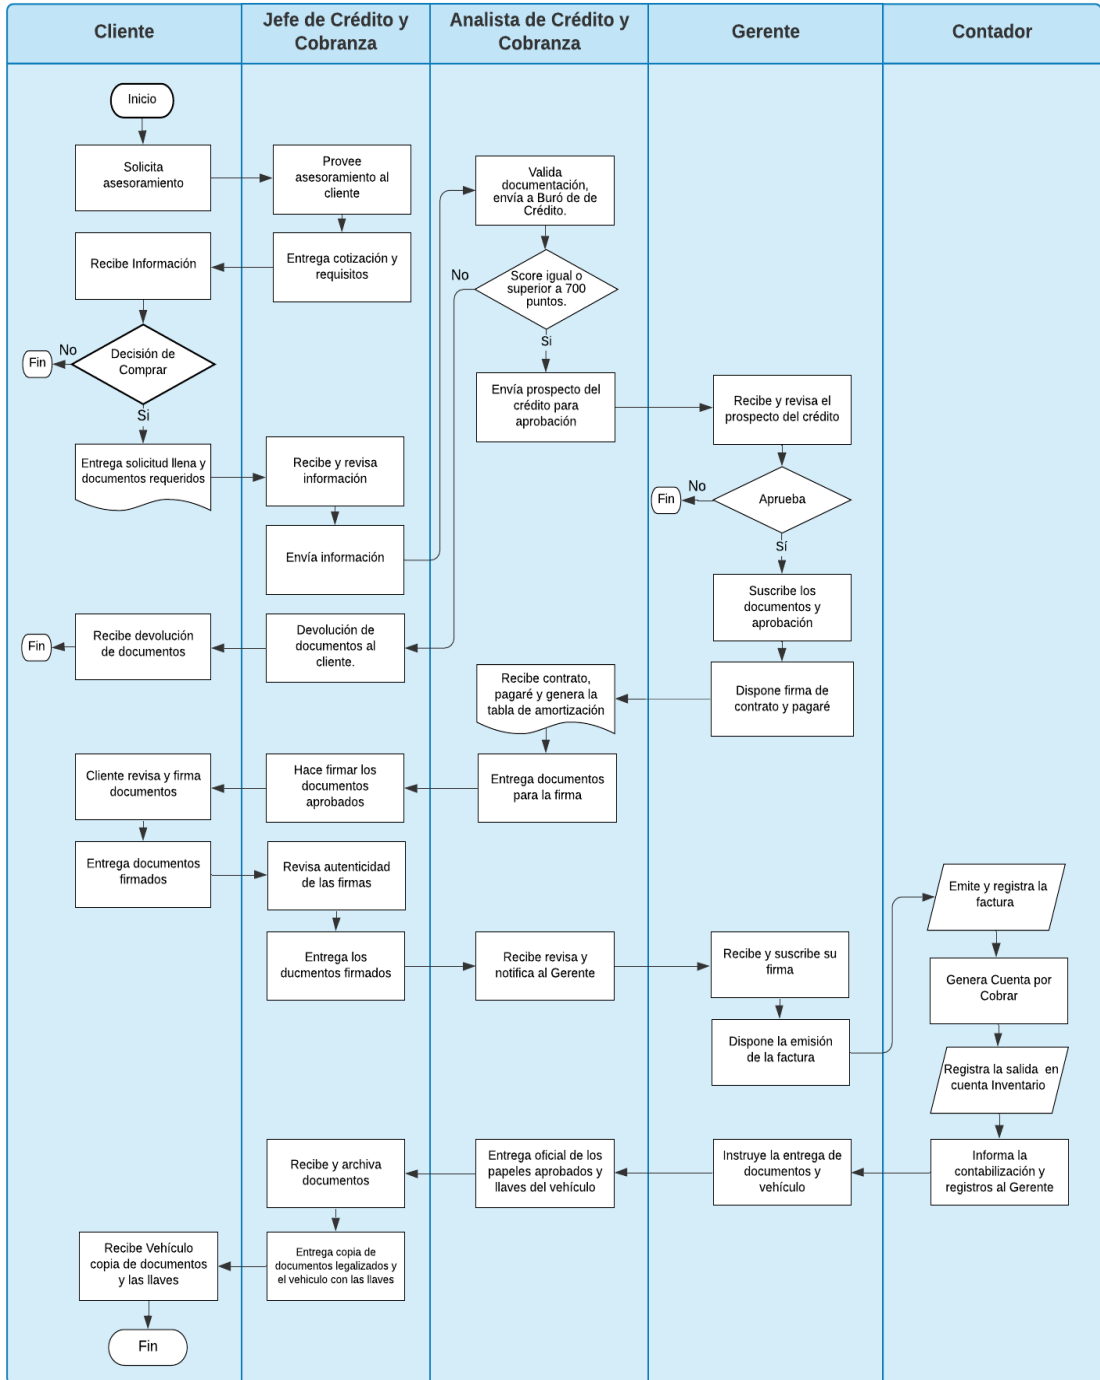 Cliente
Jefe de Crédito y
Cobranza
Analista de Crédito y
Cobranza
Gerente
Contador
Inicio
Solicita
asesoramiento
Provee
asesoramiento al
cliente
Valida
documentación,
envía a Buró de de
Crédito.
Recibe Información
Entrega cotización y
requisitos
No
Score igual o
superior a 700
puntos.
Si
Fin
No
Decisión de
Comprar
Si
Envía prospecto del
crédito para
aprobación
Recibe y revisa el
prospecto del crédito
Entrega solicitud llena y
documentos requeridos
Recibe y revisa
información
Fin
No
Aprueba
Sí
Envía información
Suscribe los
documentos y
aprobación
Fin
Recibe devolución
de documentos
Devolución de
documentos al
cliente.
Recibe contrato,
pagaré y genera la
tabla de amortización
Dispone firma de
contrato y pagaré
Cliente revisa y firma
documentos
Hace firmar los
documentos
aprobados
Entrega documentos
para la firma
Entrega documentos
firmados
Revisa autenticidad
de las firmas
Emite y registra la
factura
Entrega los
ducmentos firmados
Recibe revisa y
notifica al Gerente
Recibe y suscribe su
firma
Genera Cuenta por
Cobrar
Dispone la emisión
de la factura
Registra la salida en
cuenta Inventario
Recibe y archiva
documentos
Entrega oficial de los
papeles aprobados y
llaves del vehículo
Instruye la entrega de
documentos y
vehículo
Informa la
contabilización y
registros al Gerente
Recibe Vehículo
copia de documentos
y las llaves
Entrega copia de
documentos legalizados y
el vehiculo con las llaves
Fin